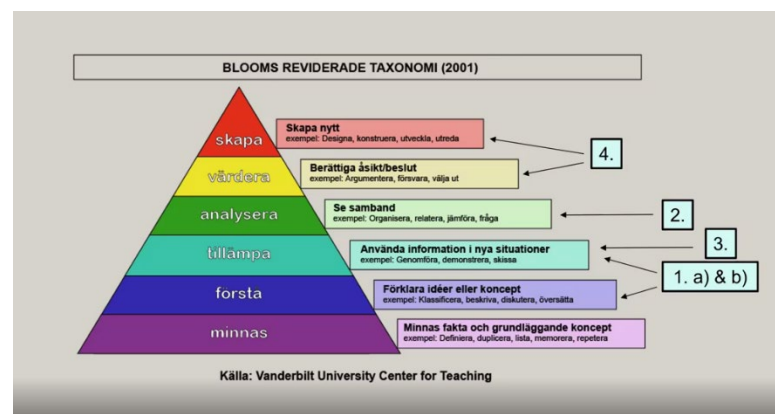 BLOOMS REVIDERADE TAXONOMI (2001)
skapa
Skapa nytt
exempel: Designa, konstruera, utveckla, utreda
4.
värdera
Berättiga åsikt/beslut
exempel: Argumentera, försvara, välja ut
analysera
Se samband
exempel: Organisera, relatera, jämföra, fråga
2.
tillämpa
Använda information i nya situationer
exempel: Genomföra, demonstrera, skissa
3.
1. a) & b)
första
Förklara idéer eller koncept
exempel: Klassificera, beskriva, diskutera, översätta
minnas
Minnas fakta och grundläggande koncept
exempel: Definiera, duplicera, lista, memorera, repetera
Källa: Vanderbilt University Center for Teaching